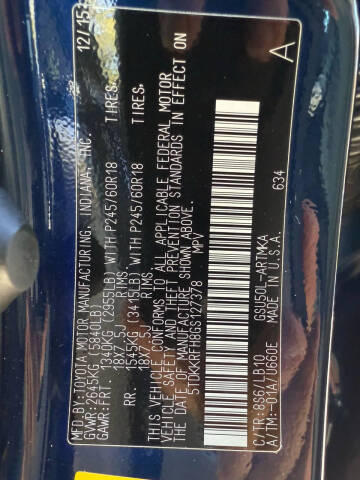 MFD.BY:TOYOTA MOTOR MANUFACTURING, INDIANA, INC. 12/15
GVWR: 2645KG (5840LB)
GAWR:FRT. 1340KG (2955LB) WITH P245/60R18 TIRES,
18X7.5J RIMS,
RR. 1545KG (3415LB) WITH P245/60R18 TIRES,
18X7.5J RIMS,
THIS VEHICLE CONFORMS TO ALL APPLICABLE FEDERAL MOTOR
VEHICLE SAFETY AND THEFT PREVENTION STANDARDS IN EFFECT ON
THE DATE OF MANUFACTURE SHOWN ABOVE.
5TDKKRFH8GS127378 MPV
A
634
C/TR:8S6/LB10 GSU50L-ARTMKA
A/TM:-01A/U660E MADE IN U.S.A.